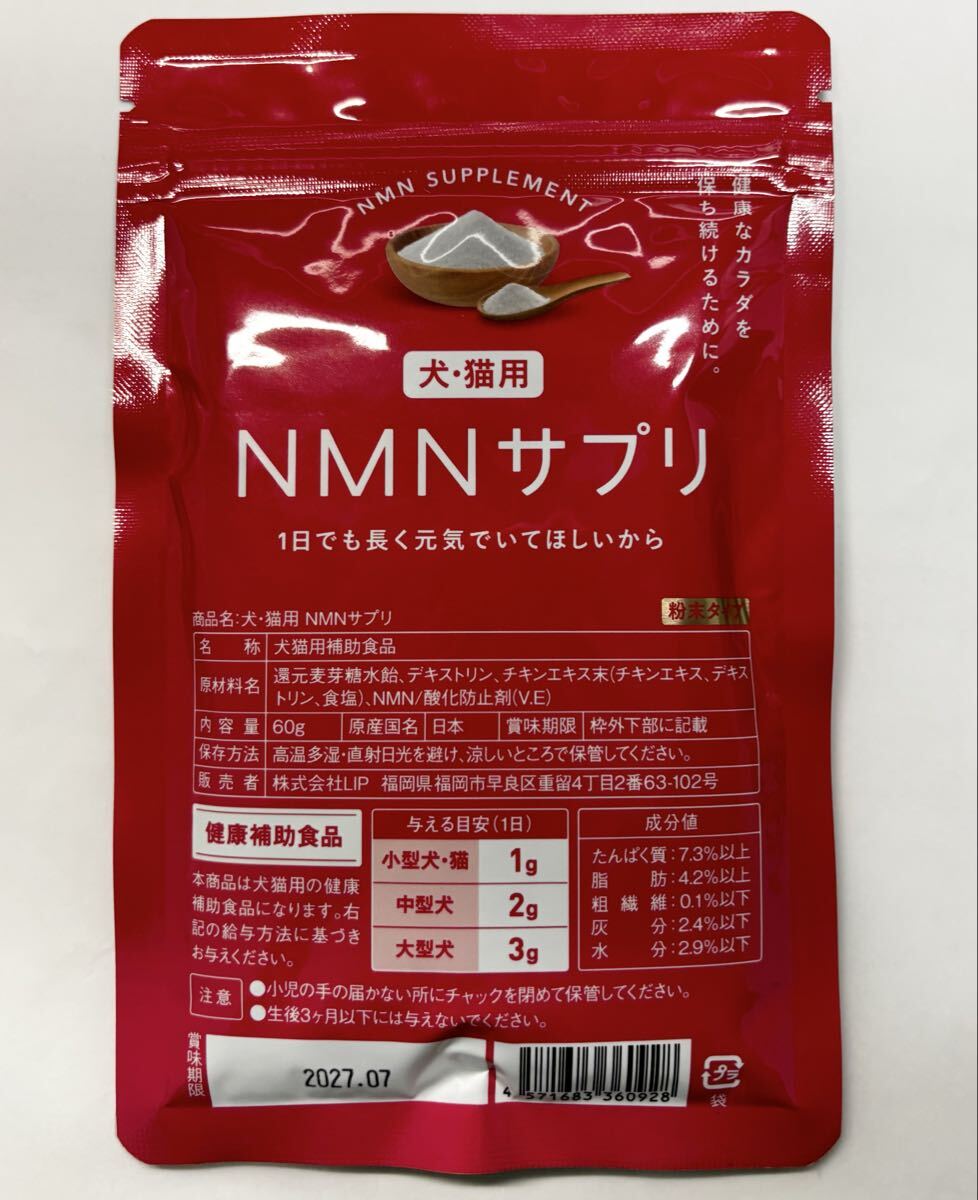 NMN SUPPLEMENT
健康なカラダを
保ち続けるために。
犬・猫用
NMNサプリ
1日でも長く元気でいてほしいから
商品名:犬・猫用 NMNサプリ
粉末タイプ
名 称 犬猫用補助食品
原材料名 還元麦芽糖水飴、デキストリン、チキンエキス末(チキンエキス、デキス
トリン、食塩)、NMN/酸化防止剤(V.E)
内容量 60g 原産国名 日本 賞味期限 枠外下部に記載
保存方法 高温多湿・直射日光を避け、涼しいところで保管してください。
販売者 株式会社LIP 福岡県福岡市早良区重留4丁目2番63-102号
健康補助食品
本商品は犬猫用の健康
補助食品になります。右
記の給与方法に基づき
お与えください。
与える目安(1日)
小型犬・猫 1g
中型犬 2g
大型犬 3g
成分値
たんぱく質:7.3%以上
脂 肪:4.2%以上
粗繊維:0.1%以下
灰 分:2.4%以下
水 分:2.9%以下
注意
●小児の手の届かない所にチャックを閉めて保管してください。
●生後3ヶ月以下には与えないでください。
賞味期限
2027.07
4 571683 360928
プラ
袋